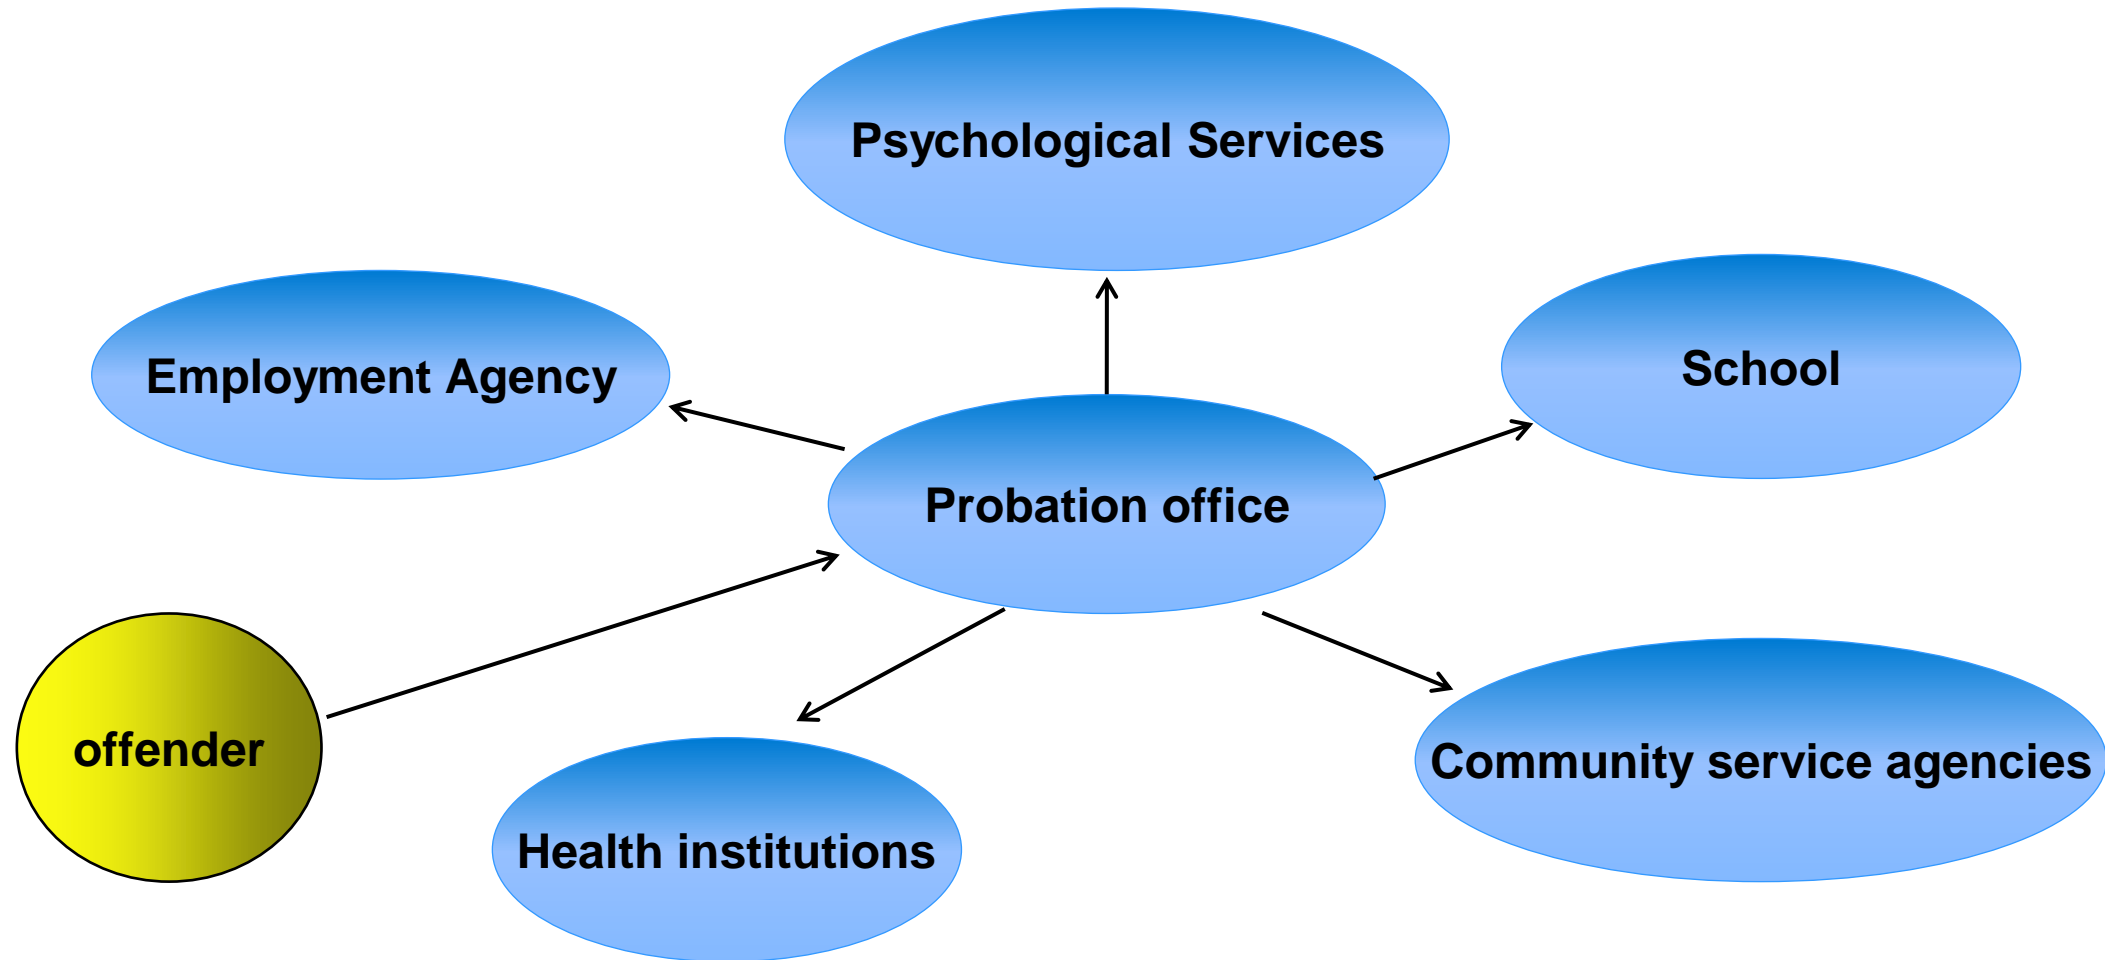 Psychological Services
School
Employment Agency
Probation office
offender
Community service agencies
Health institutions